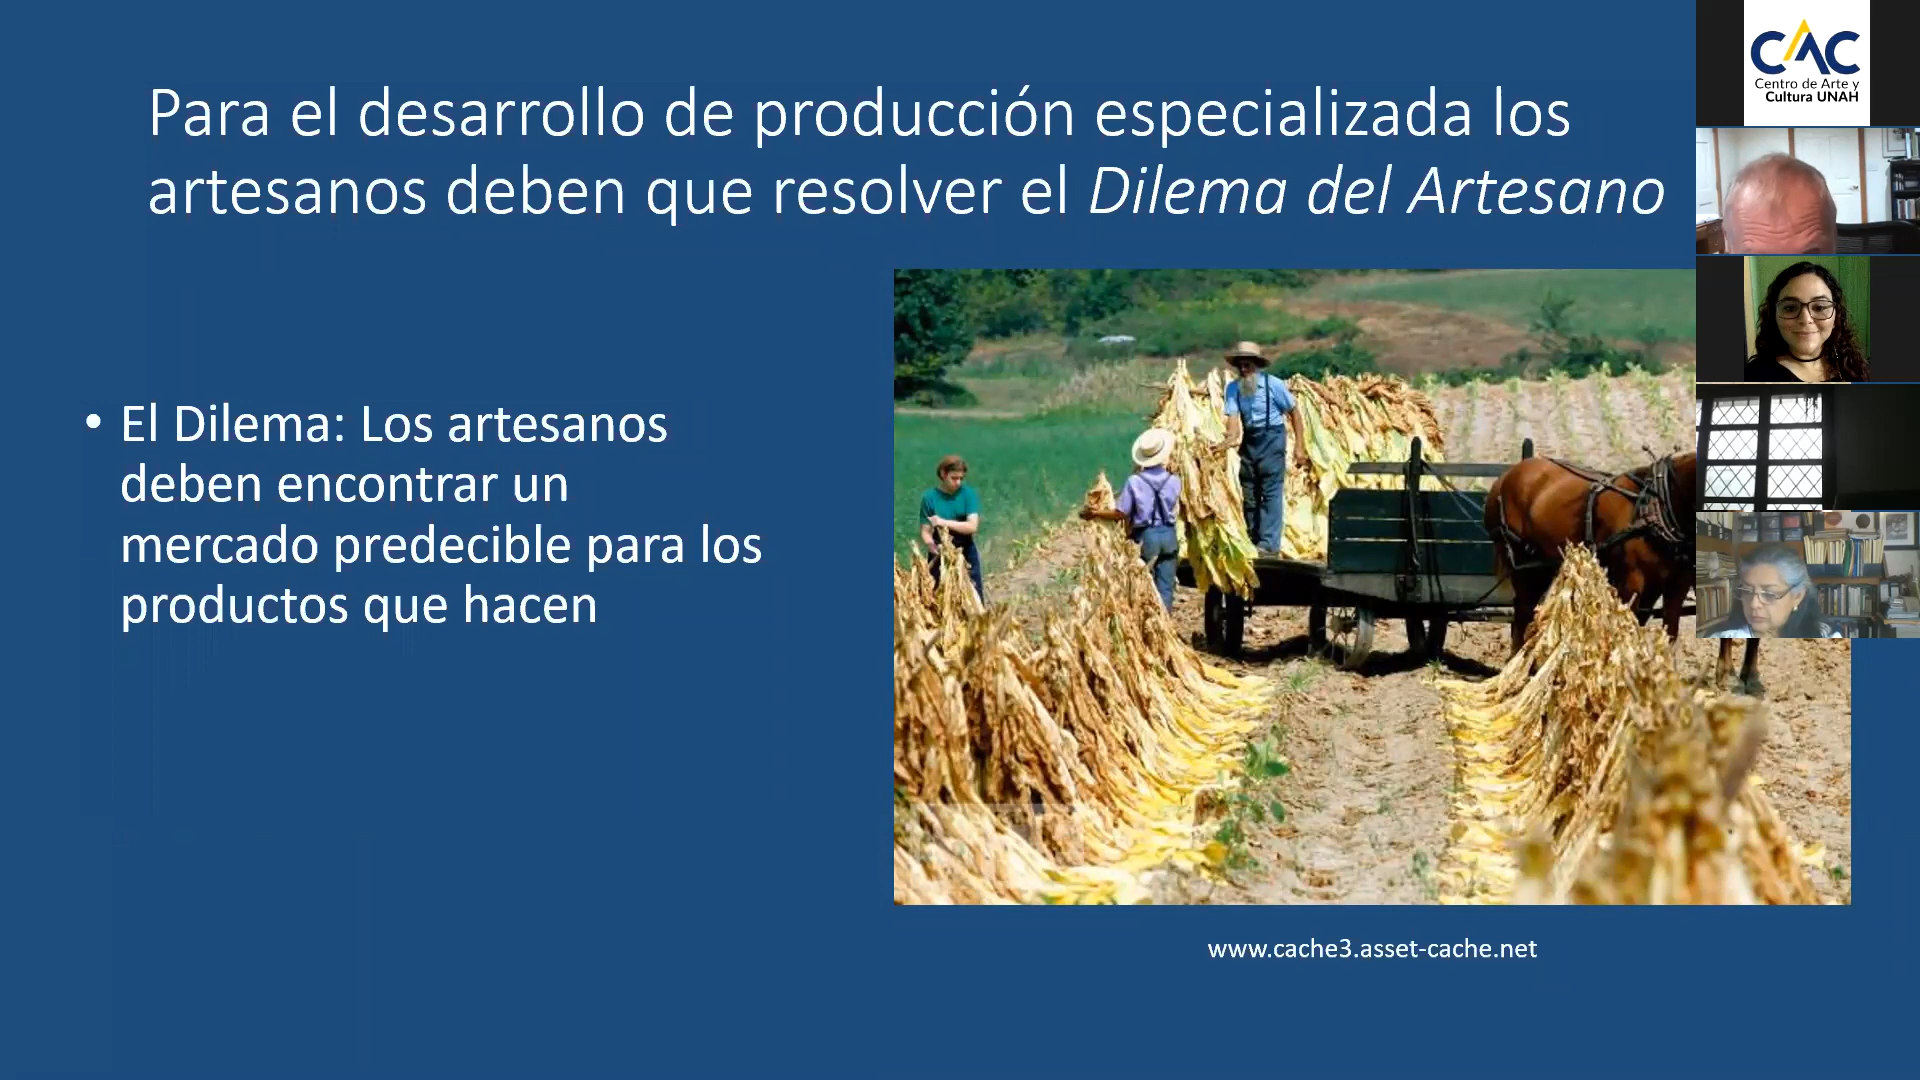 Para el desarrollo de producción especializada los
artesanos deben que resolver el Dilema del Artesano
• El Dilema: Los artesanos
deben encontrar un
mercado predecible para los
productos que hacen
www.cache3.asset-cache.net
CAC
Centro de Arte y
Cultura UNAH